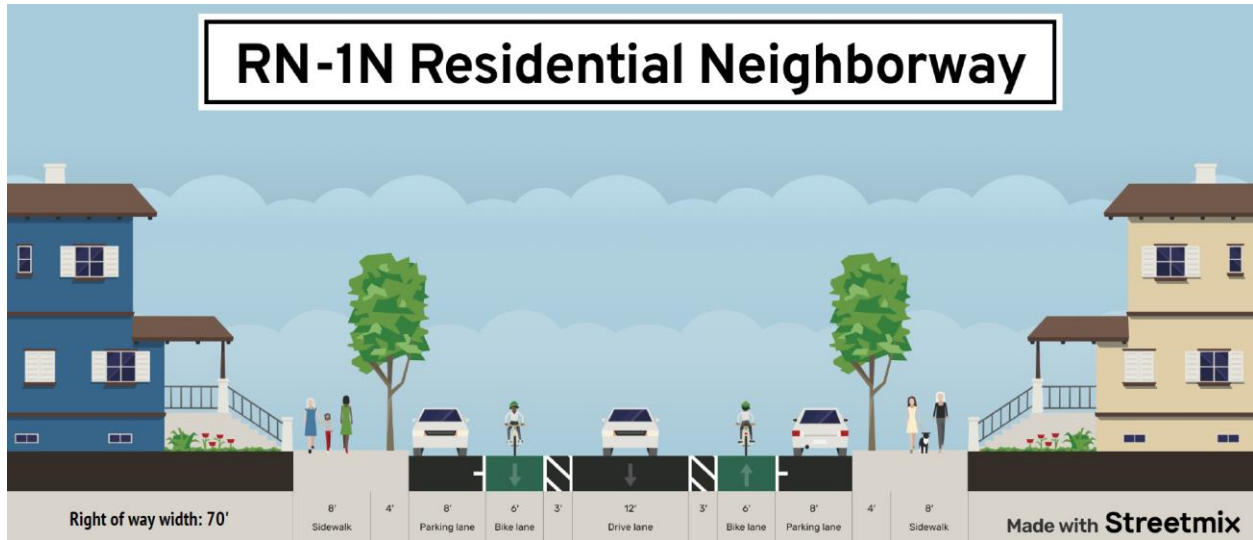 RN-1N Residential Neighborway
Right of way width: 70'
8'
Sidewalk
4'
8'
Parking lane
6'
Bike lane
3'
12'
Drive lane
3'
6'
Bike lane
8'
Parking lane
4'
8'
Sidewalk
Made with Streetmix